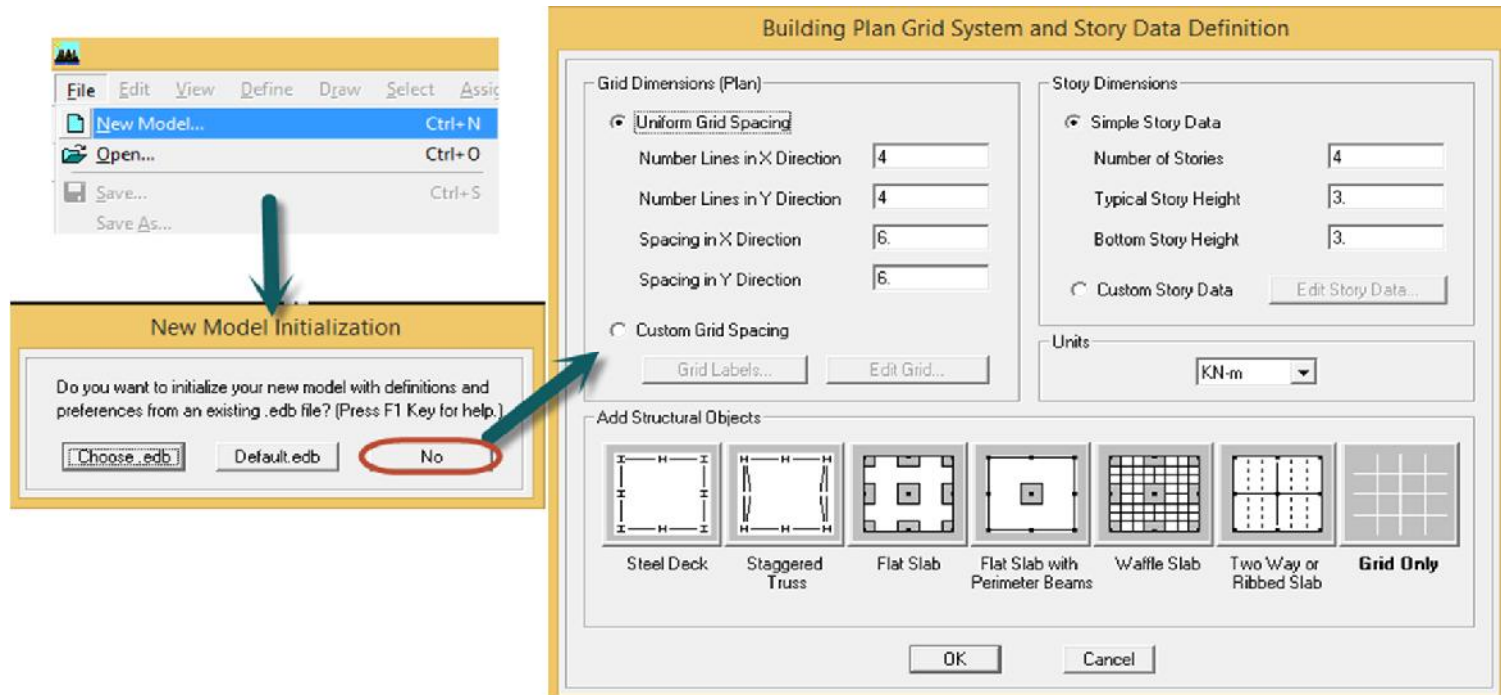 File Edit View Define Draw Select Assig
New Model... Ctrl+N
Open... Ctrl+O
Save... Ctrl+S
Save As...
New Model Initialization
Do you want to initialize your new model with definitions and
preferences from an existing .edb file? (Press F1 Key for help.)
Choose .edb Default.edb No
Building Plan Grid System and Story Data Definition
Grid Dimensions (Plan)
Uniform Grid Spacing
Number Lines in X Direction 4
Number Lines in Y Direction 4
Spacing in X Direction 6.
Spacing in Y Direction 6.
Custom Grid Spacing
Grid Labels... Edit Grid...
Story Dimensions
Simple Story Data
Number of Stories 4
Typical Story Height 3.
Bottom Story Height 3.
Custom Story Data Edit Story Data...
Units
KN-m
Add Structural Objects
Steel Deck
Staggered
Truss
Flat Slab
Flat Slab with
Perimeter Beams
Waffle Slab
Two Way or
Ribbed Slab
Grid Only
OK Cancel